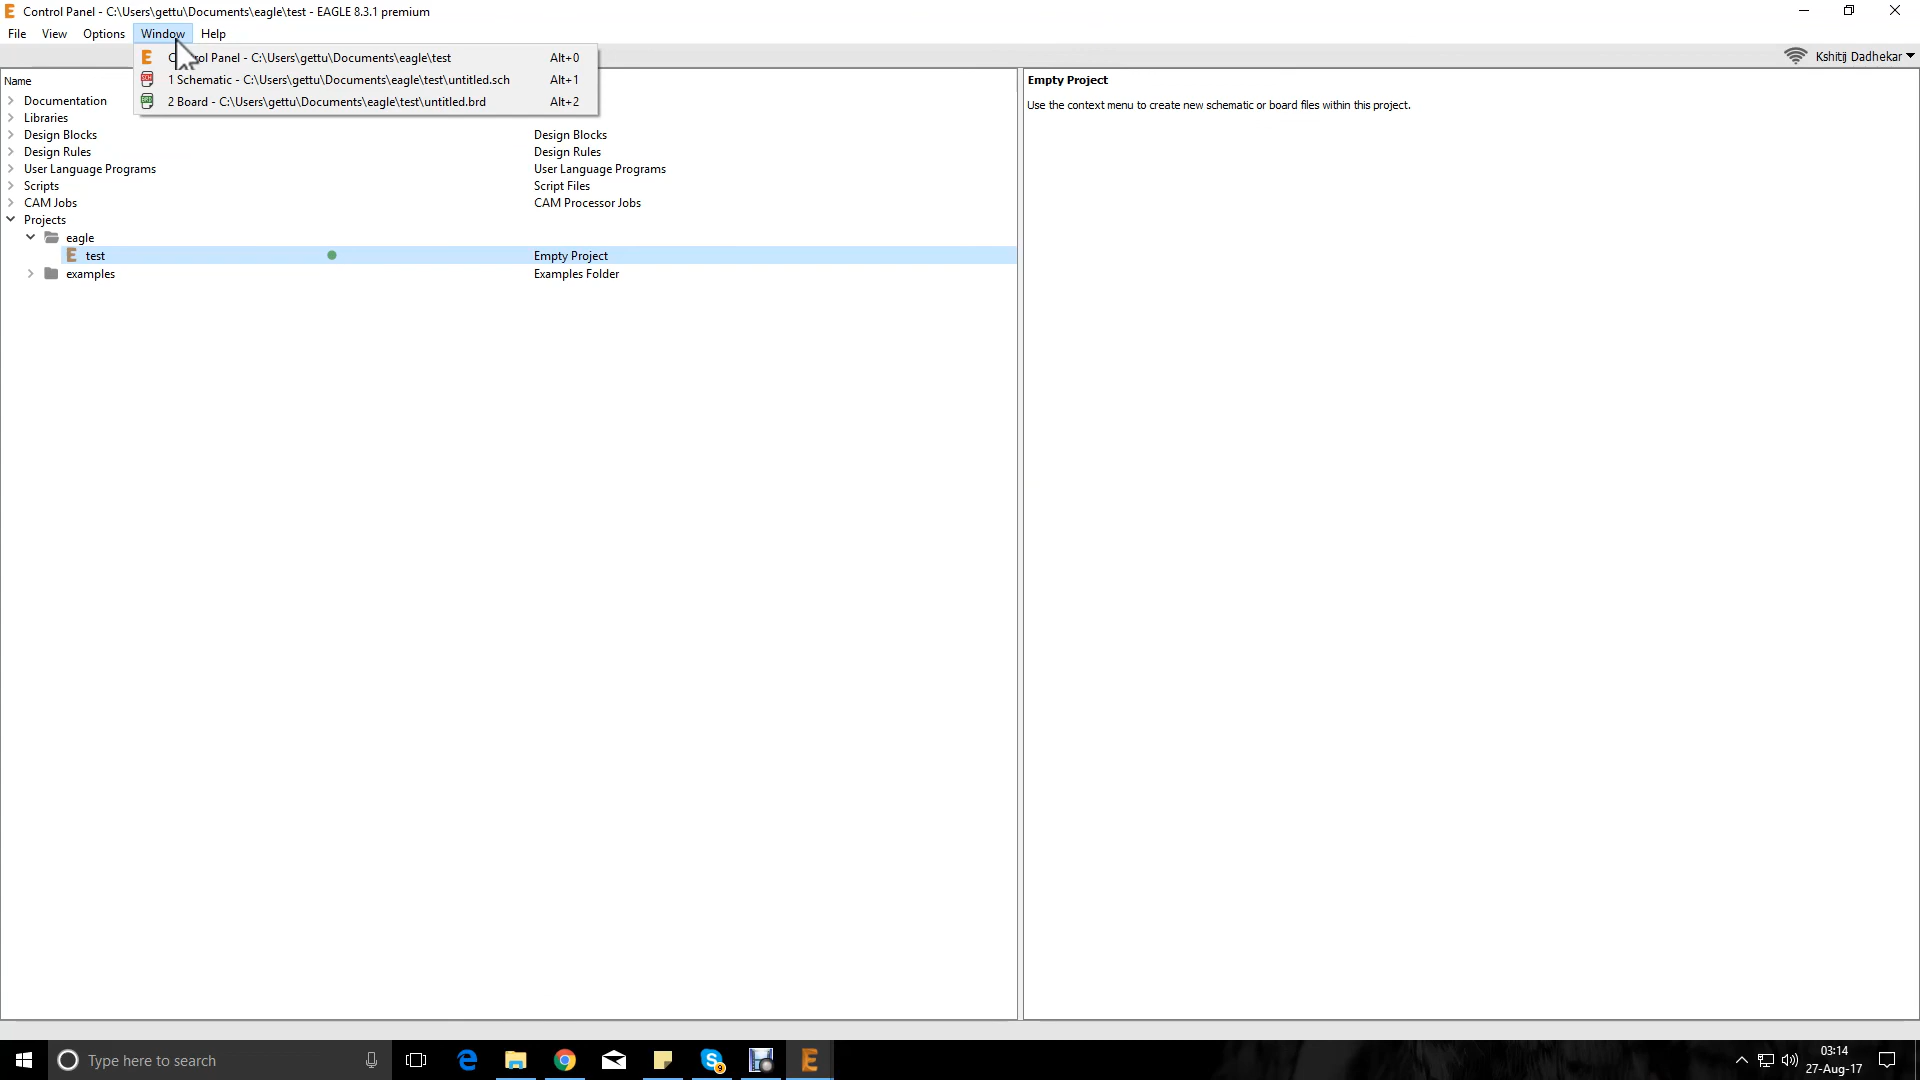 Control Panel - C:\Users\gettu\Documents\eagle\test - EAGLE 8.3.1 premium
File View Options Window Help
Panel - C:\Users\gettu\Documents\eagle\test Alt+0
1 Schematic - C:\Users\gettu\Documents\eagle\test\untitled.sch Alt+1
2 Board - C:\Users\gettu\Documents\eagle\test\untitled.brd Alt+2
Kshitij Dadhekar
Name
Documentation
Libraries
Design Blocks Design Blocks
Design Rules Design Rules
User Language Programs User Language Programs
Scripts Script Files
CAM Jobs CAM Processor Jobs
Projects
eagle
test Empty Project
examples Examples Folder
Empty Project
Use the context menu to create new schematic or board files within this project.
Type here to search
9
03:14
27-Aug-17